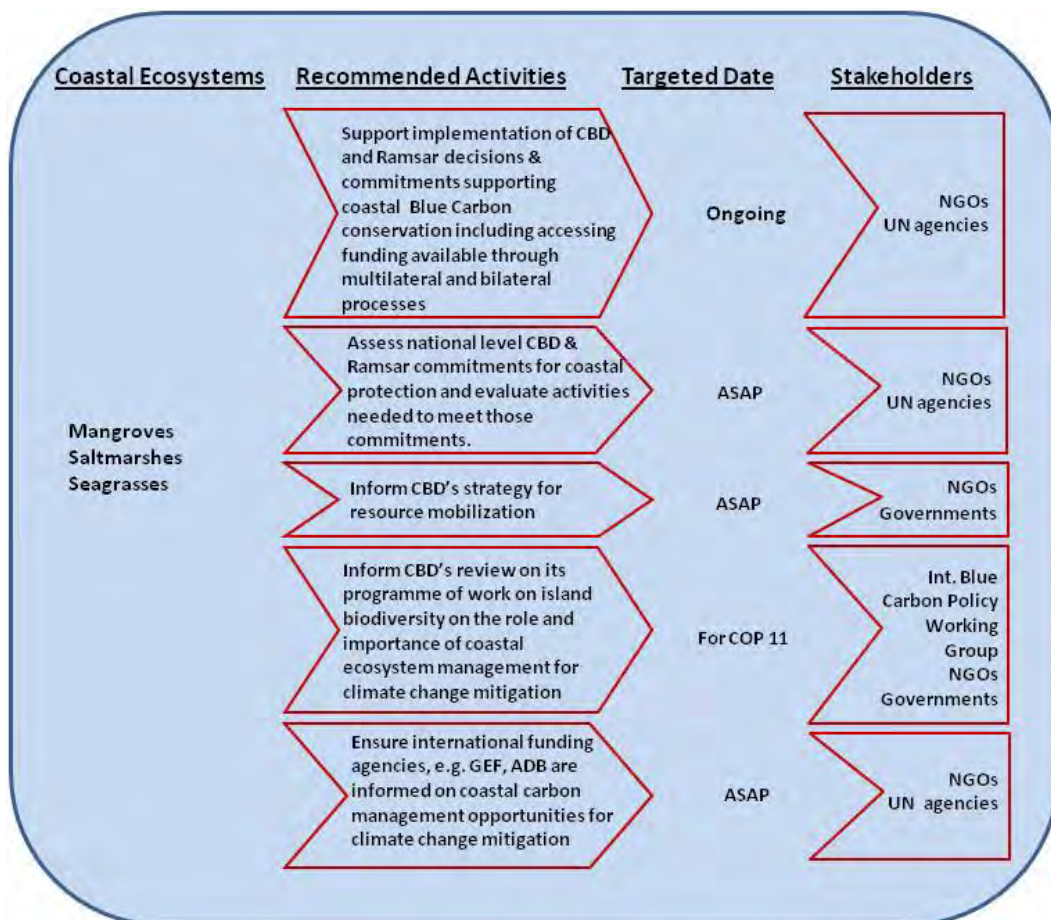 Coastal Ecosystems Recommended Activities Targeted Date Stakeholders
Support implementation of CBD
and Ramsar decisions &
commitments supporting
coastal Blue Carbon
conservation including accessing
funding available through
multilateral and bilateral
processes
Ongoing
NGOs
UN agencies
Assess national level CBD &
Ramsar commitments for coastal
protection and evaluate activities
needed to meet those
commitments.
ASAP
NGOs
UN agencies
Mangroves
Saltmarshes
Seagrasses
Inform CBD's strategy for
resource mobilization
ASAP
NGOs
Governments
Inform CBD's review on its
programme of work on island
biodiversity on the role and
importance of coastal
ecosystem management for
climate change mitigation
For COP 11
Int. Blue
Carbon Policy
Working
Group
NGOs
Governments
Ensure international funding
agencies, e.g. GEF, ADB are
informed on coastal carbon
management opportunities for
climate change mitigation
ASAP
NGOs
UN agencies